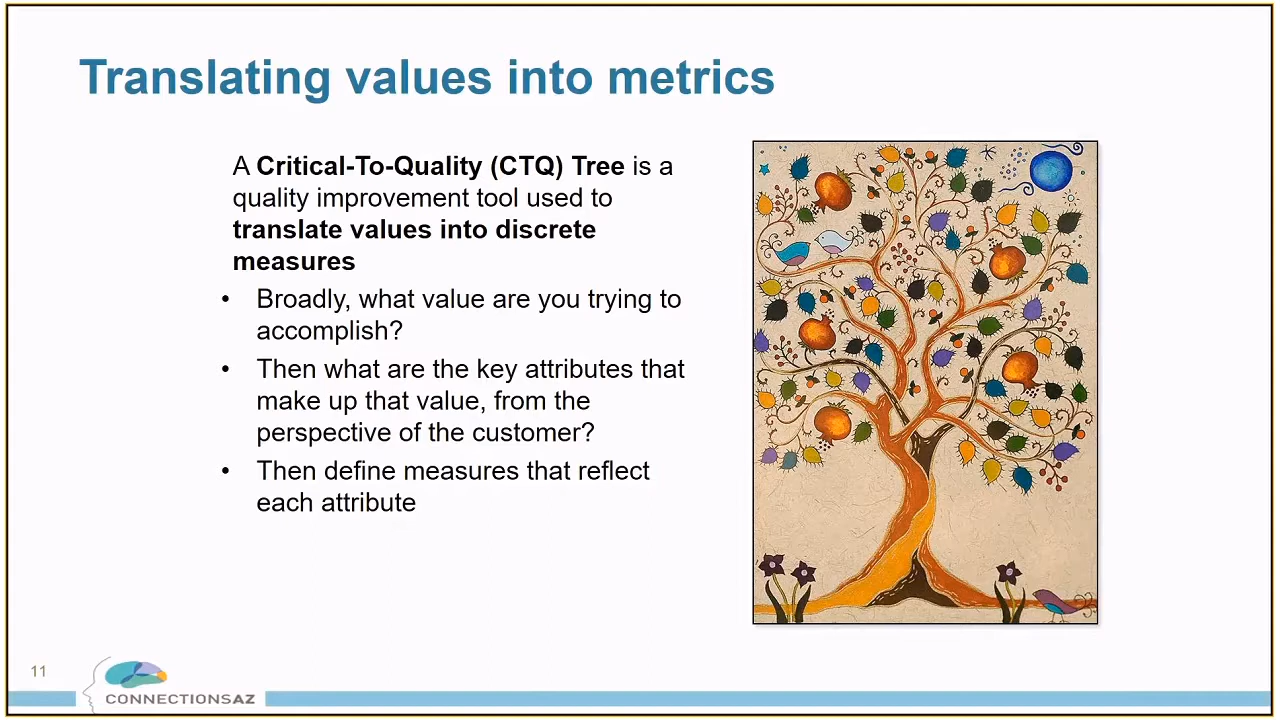 Translating values into metrics
A Critical-To-Quality (CTQ) Tree is a
quality improvement tool used to
translate values into discrete
measures
• Broadly, what value are you trying to
accomplish?
• Then what are the key attributes that
make up that value, from the
perspective of the customer?
• Then define measures that reflect
each attribute
11
CONNECTIONSAZ